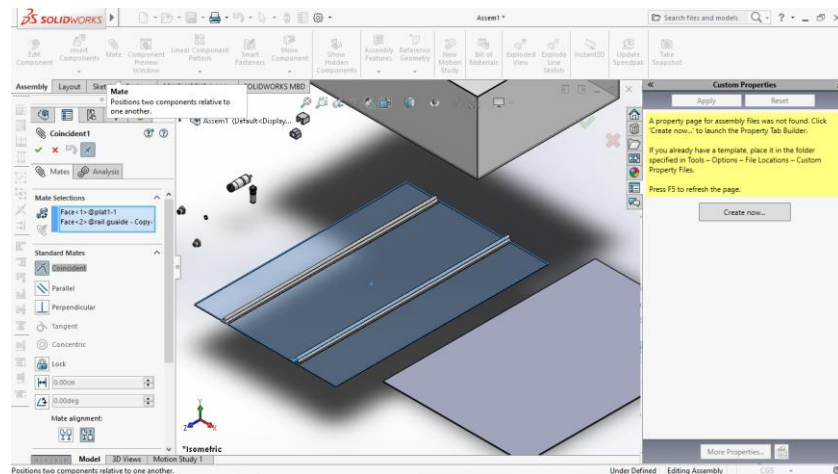 SOLIDWORKS
Assem1 *
Search files and models
Edit Component
Insert Components
Mate
Component Preview Window
Linear Component Pattern
Smart Fasteners
Move Component
Show Hidden Components
Assembly Features
Reference Geometry
New Motion Study
Bill of Materials
Exploded View
Explode Line Sketch
Instant3D
Update Speedpak
Take Snapshot
Assembly
Layout
Sket
OLIDWORKS MBD
Mate
Positions two components relative to
one another.
Assem1 (Default<Display...
Coincident1
Mates
Analysis
Mate Selections
Face<1>@plat1-1
Face<2>@rail guaide - Copy-
Standard Mates
Coincident
Parallel
Perpendicular
Tangent
Concentric
Lock
0.00cm
0.00deg
Mate alignment:
*Isometric
Model
3D Views
Motion Study 1
Positions two components relative to one another.
Under Defined
Editing Assembly
CGS
Custom Properties
Apply
Reset
A property page for assembly files was not found. Click
'Create now...' to launch the Property Tab Builder.
If you already have a template, place it in the folder
specified in Tools – Options – File Locations – Custom
Property Files.
Press F5 to refresh the page.
Create now...
More Properties...